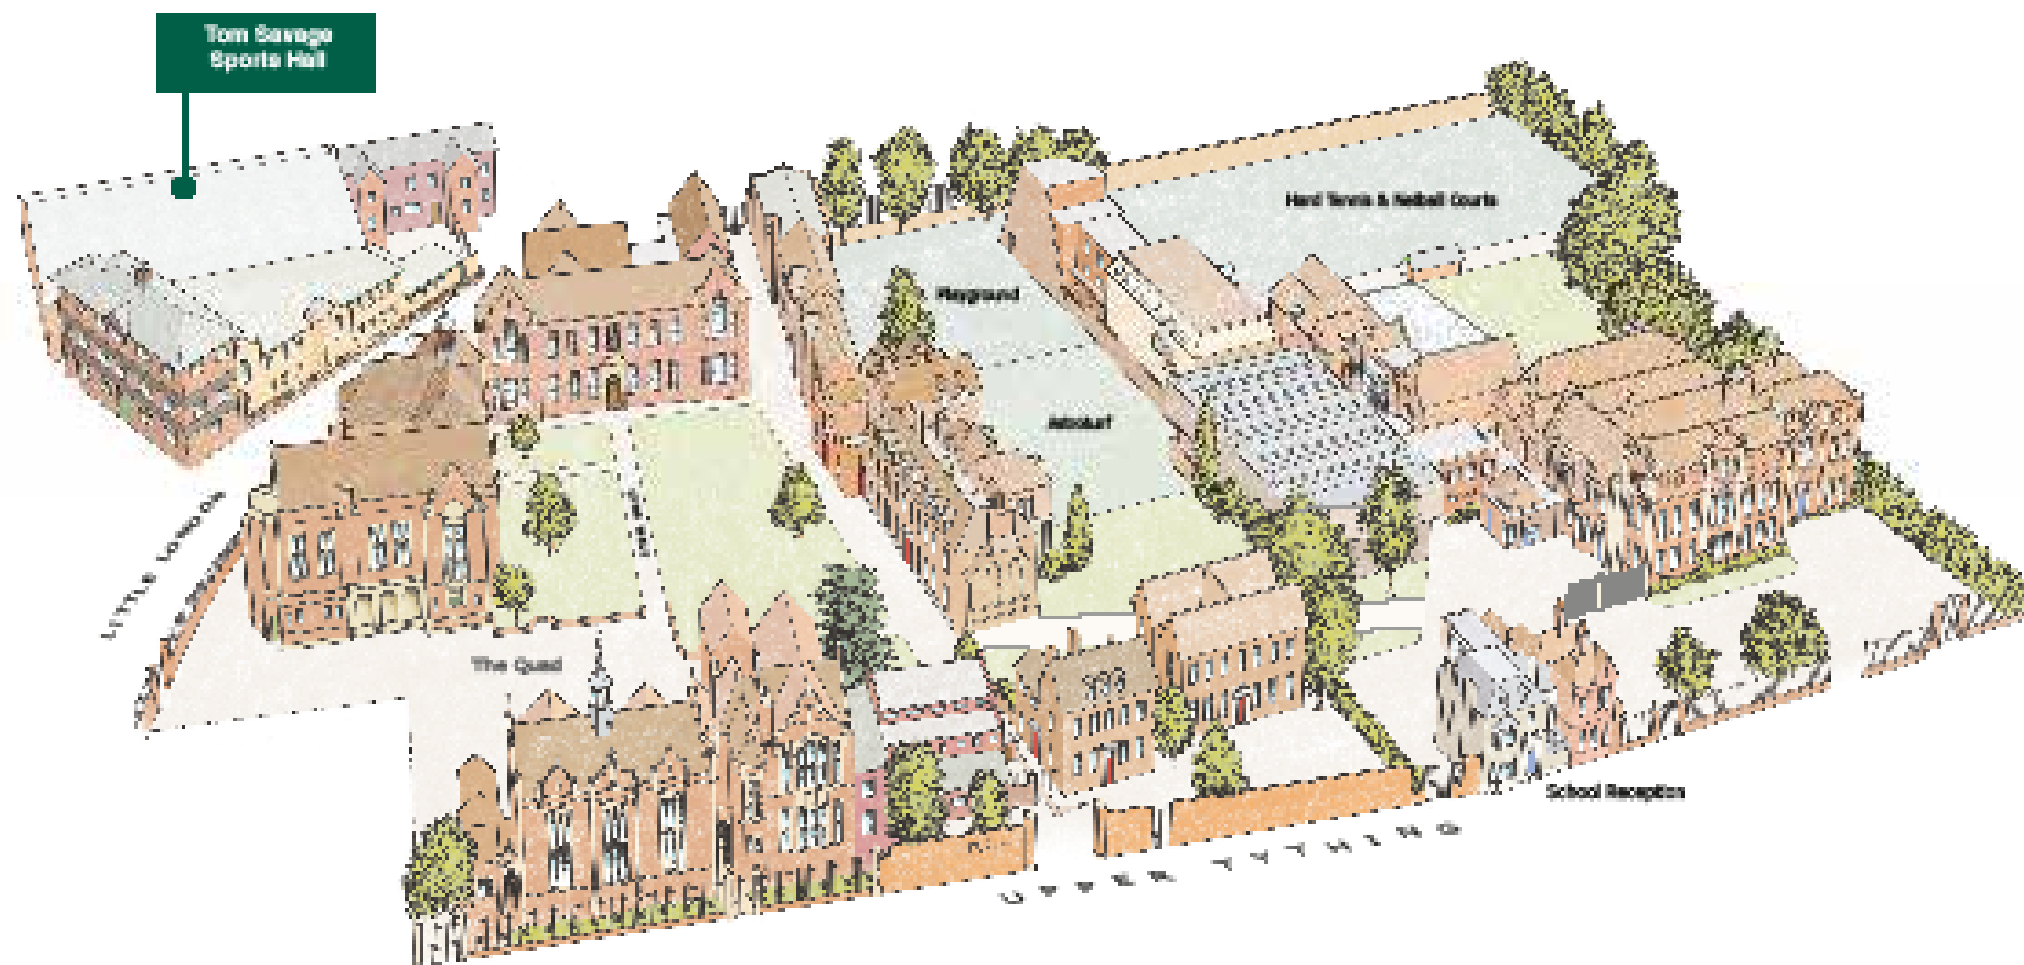 Tom Savage
Sports Hall
Hard Tennis & Netball Courts
Playground
Astroturf
LITTLE LONDON
The Quad
School Reception
UPPER TYTHING